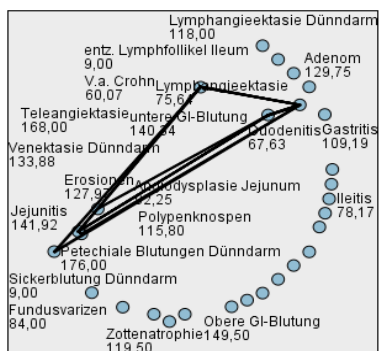 Lymphangieektasie Dünndarm
118,00
entz. Lymphfollikel Ileum
9,00
Adenom
129,75
V.a. Crohn
60,07
Lymphangieektasie
75,64
Teleangiektasie
168,00
untere GI-Blutung
140,34
Duodenitis
67,63
Gastritis
109,19
Venektasie Dünndarm
133,88
Erosionen
127,97
Angiodysplasie Jejunum
92,25
Ileitis
78,17
Jejunitis
141,92
Polypenknospen
115,80
Petechiale Blutungen Dünndarm
176,00
Sickerblutung Dünndarm
9,00
Fundusvarizen
84,00
Obere GI-Blutung
149,50
Zottenatrophie
119,50